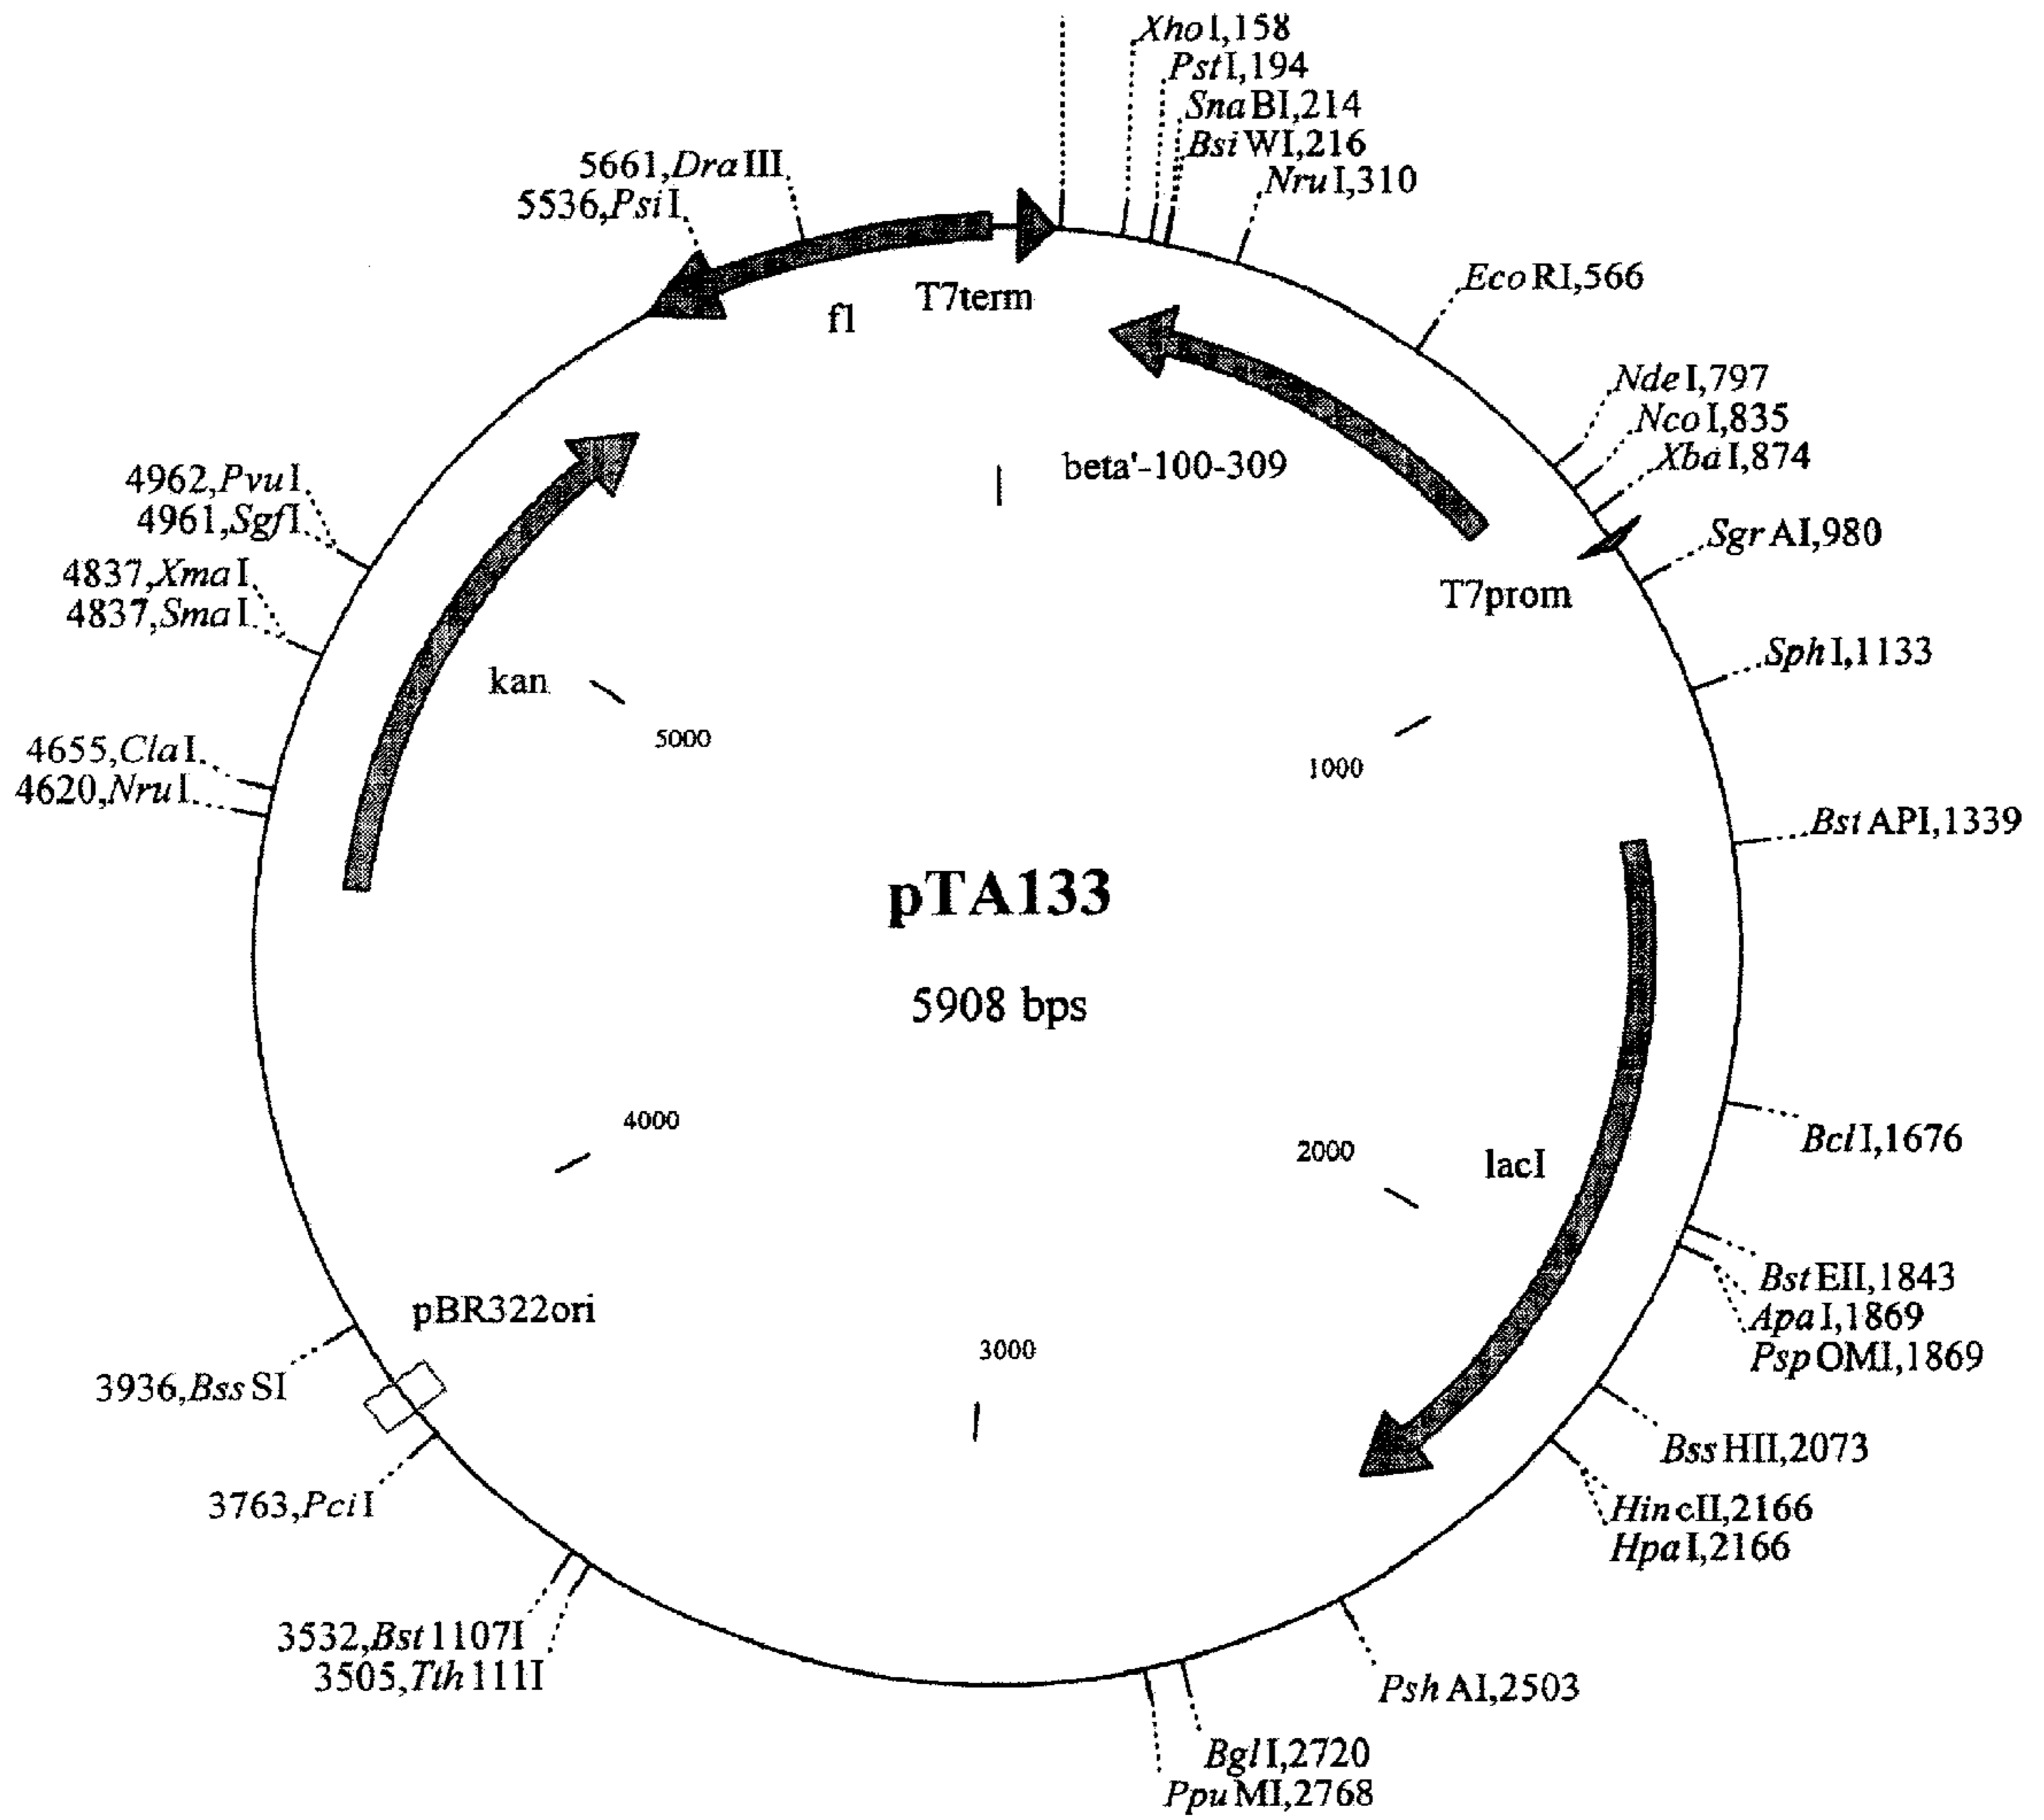 XhoI,158
PstI,194
SnaBI,214
BsiWI,216
NruI,310
5661,DraIII
5536,PsiI
EcoRI,566
T7term
f1
NdeI,797
NcoI,835
XbaI,874
beta'-100-309
4962,PvuI
4961,SgfI
SgrAI,980
4837,XmaI
4837,SmaI
T7prom
SphI,1133
kan
5000
1000
4655,ClaI
4620,NruI
BstAPI,1339
pTA133
5908 bps
4000
BclI,1676
2000
lacI
BstEII,1843
ApaI,1869
PspOMI,1869
pBR322ori
3000
3936,BssSI
BssHII,2073
3763,PciI
HincII,2166
HpaI,2166
3532,Bst1107I
3505,Tth111I
PshAI,2503
BglI,2720
PpuMI,2768